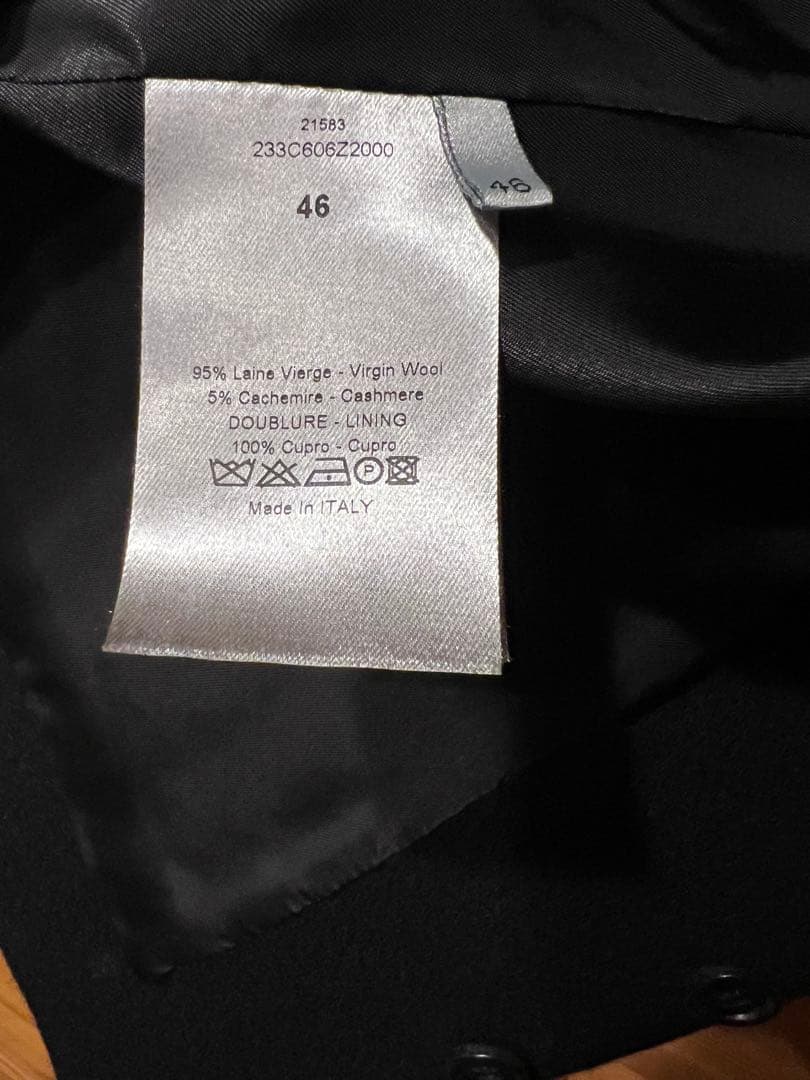 21583
233C606Z2000
46
46
95% Laine Vierge - Virgin Wool
5% Cachemire - Cashmere
DOUBLURE - LINING
100% Cupro - Cupro
P
Made In ITALY